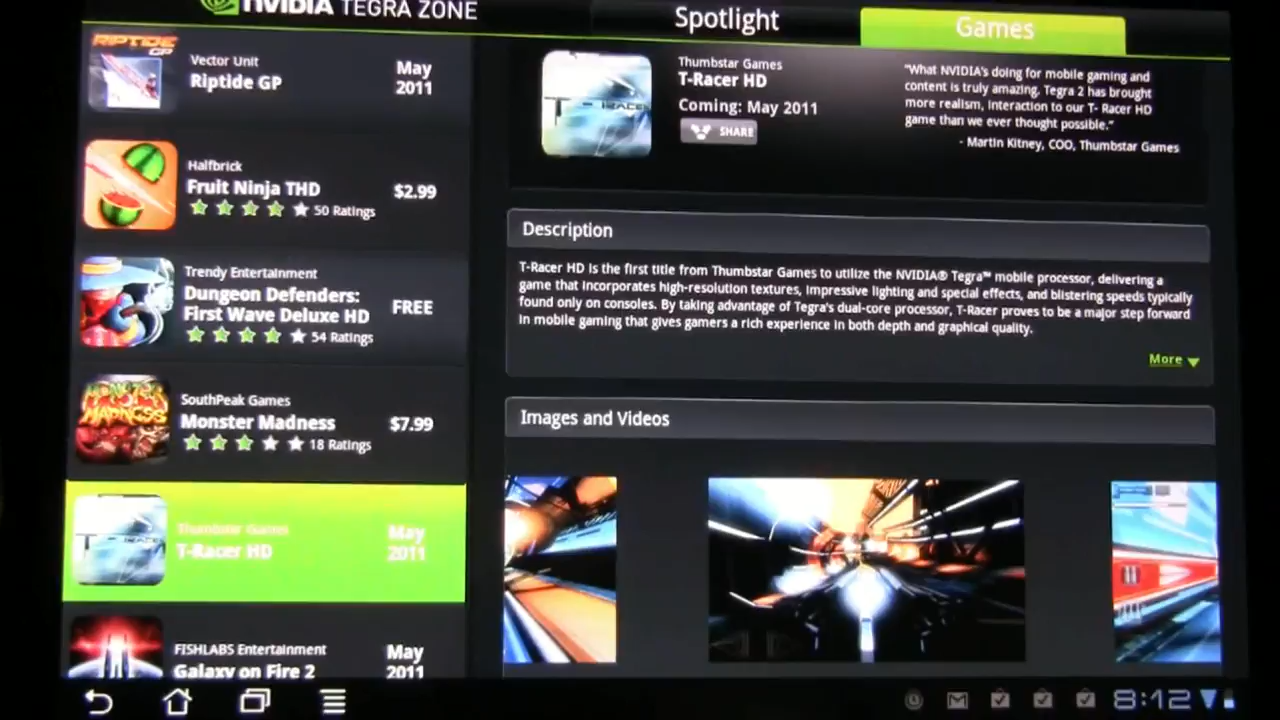 NVIDIA TEGRA ZONE
Spotlight
Games
RIPTIDE
GP
Vector Unit
Riptide GP
May
2011
Halfbrick
Fruit Ninja THD
50 Ratings
$2.99
Trendy Entertainment
Dungeon Defenders:
First Wave Deluxe HD
54 Ratings
FREE
MONSTER
MADNESS
SouthPeak Games
Monster Madness
18 Ratings
$7.99
Thumbstar Games
T-Racer HD
May
2011
FISHLABS Entertainment
Galaxy on Fire 2
May
2011
T-RACER
Thumbstar Games
T-Racer HD
Coming: May 2011
SHARE
"What NVIDIA's doing for mobile gaming and
content is truly amazing. Tegra 2 has brought
more realism, interaction to our T- Racer HD
game than we ever thought possible."
- Martin Kitney, COO, Thumbstar Games
Description
T-Racer HD is the first title from Thumbstar Games to utilize the NVIDIA® Tegra™ mobile processor, delivering a
game that incorporates high-resolution textures, impressive lighting and special effects, and blistering speeds typically
found only on consoles. By taking advantage of Tegra's dual-core processor, T-Racer proves to be a major step forward
in mobile gaming that gives gamers a rich experience in both depth and graphical quality.
More
Images and Videos
8:12